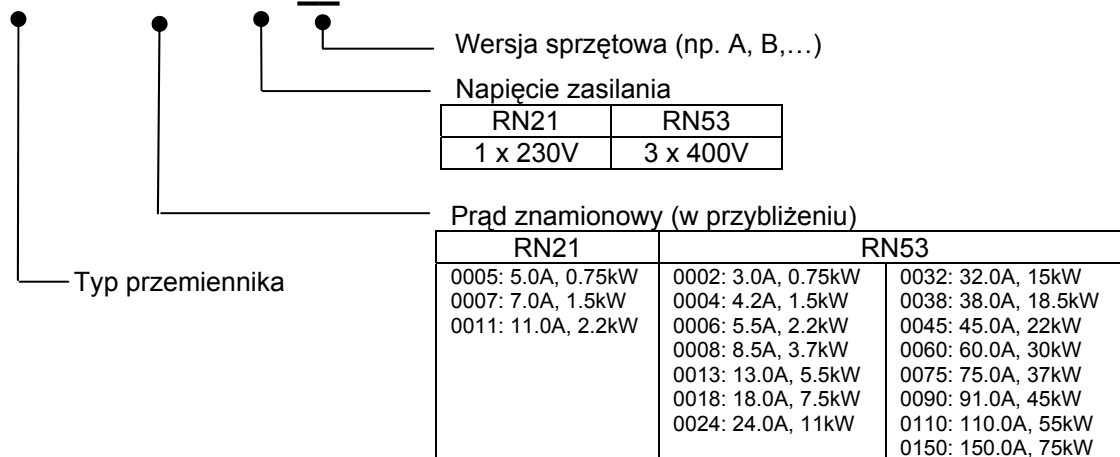 Wersja sprzętowa (np. A, B,…)
Napięcie zasilania
RN21 RN53
1 x 230V 3 x 400V
Prąd znamionowy (w przybliżeniu)
RN21 RN53
Typ przemiennika
0005: 5.0A, 0.75kW 0002: 3.0A, 0.75kW 0032: 32.0A, 15kW
0007: 7.0A, 1.5kW 0004: 4.2A, 1.5kW 0038: 38.0A, 18.5kW
0011: 11.0A, 2.2kW 0006: 5.5A, 2.2kW 0045: 45.0A, 22kW
0008: 8.5A, 3.7kW 0060: 60.0A, 30kW
0013: 13.0A, 5.5kW 0075: 75.0A, 37kW
0018: 18.0A, 7.5kW 0090: 91.0A, 45kW
0024: 24.0A, 11kW 0110: 110.0A, 55kW
0150: 150.0A, 75kW